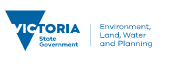 VICTORIA
State
Government
Environment,
Land, Water
and Planning